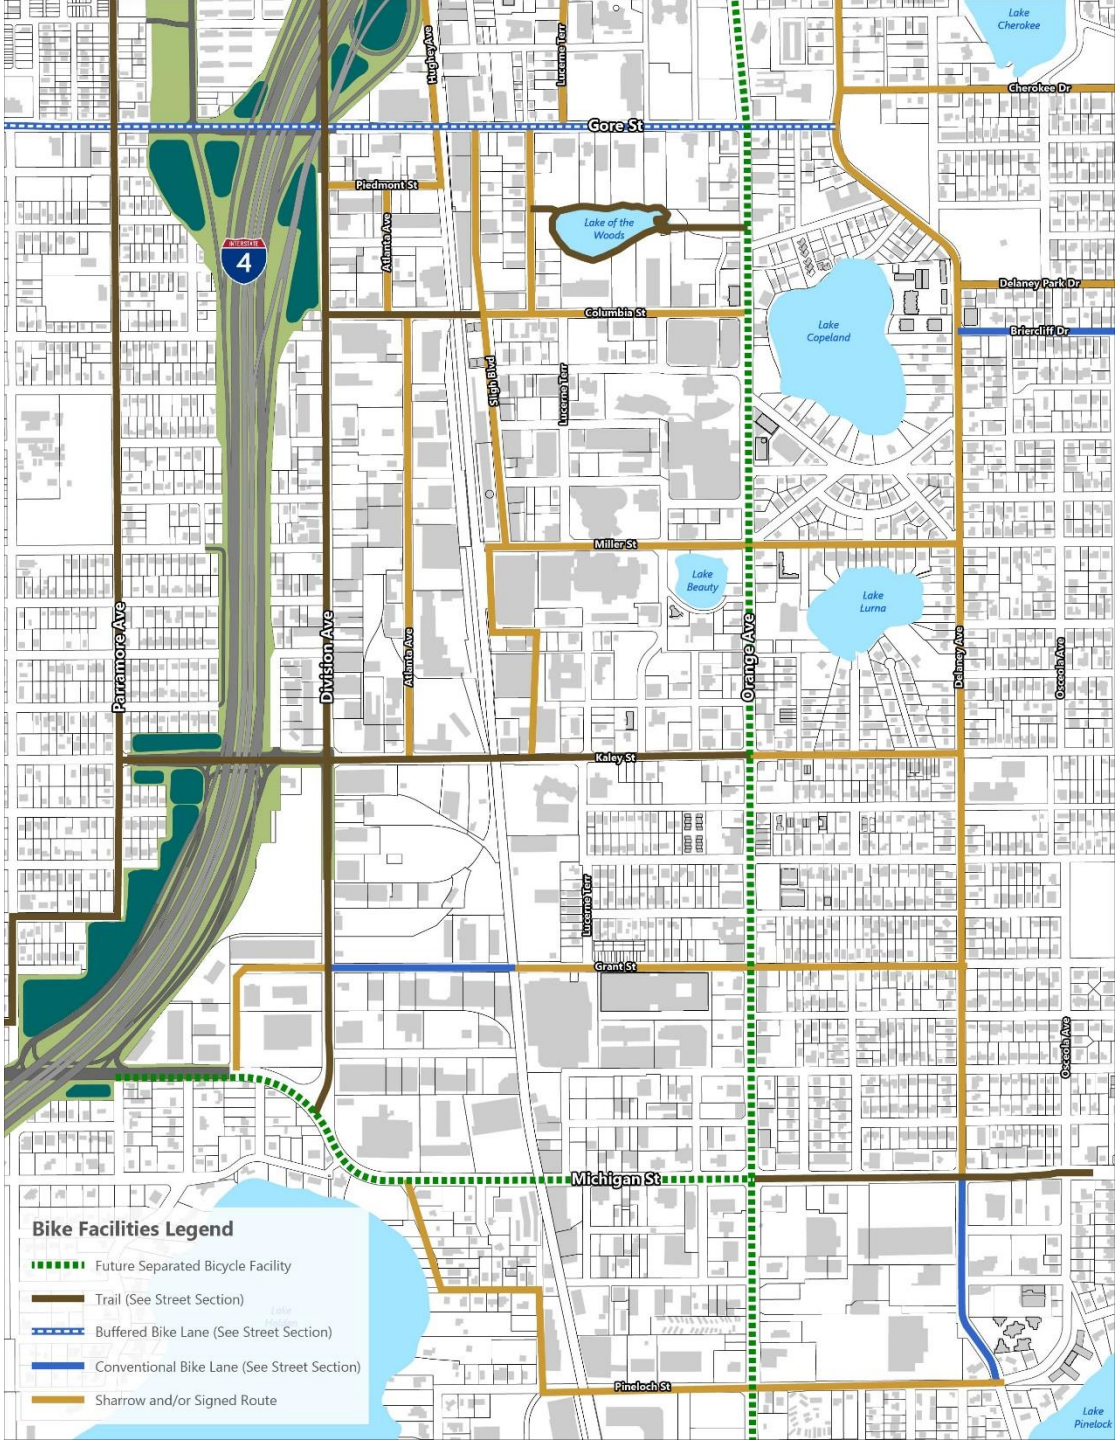 Lake
Cherokee
Hughey Ave
Lucerne Terr
Cherokee Dr
Gore St
Piedmont St
Atlanta Ave
Lake of the
Woods
INTERSTATE
4
Delaney Park Dr
Columbia St
Lake
Copeland
Briercliff Dr
Sligh Blvd
Lucerne Terr
Miller St
Lake
Beauty
Lake
Lurna
Parramore Ave
Division Ave
Atlanta Ave
Orange Ave
Delaney Ave
Osceola Ave
Kaley St
Lucerne Terr
Grant St
Osceola Ave
Michigan St
Bike Facilities Legend
Future Separated Bicycle Facility
Trail (See Street Section)
Lake
Holden
Buffered Bike Lane (See Street Section)
Conventional Bike Lane (See Street Section)
Sharrow and/or Signed Route
Pineloch St
Lake
Pinelock